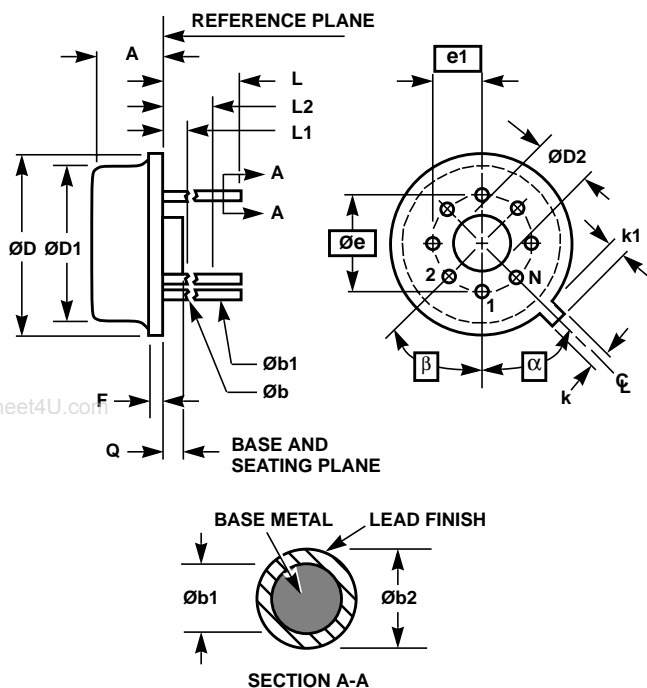 REFERENCE PLANE
A
L
L2
L1
A
A
ØD
ØD1
Øb1
Øb
F
Q
BASE AND
SEATING PLANE
e1
ØD2
Øe
k1
2
1
N
β
α
k
C
L
BASE METAL
LEAD FINISH
Øb1
Øb2
SECTION A-A
heet4U.com